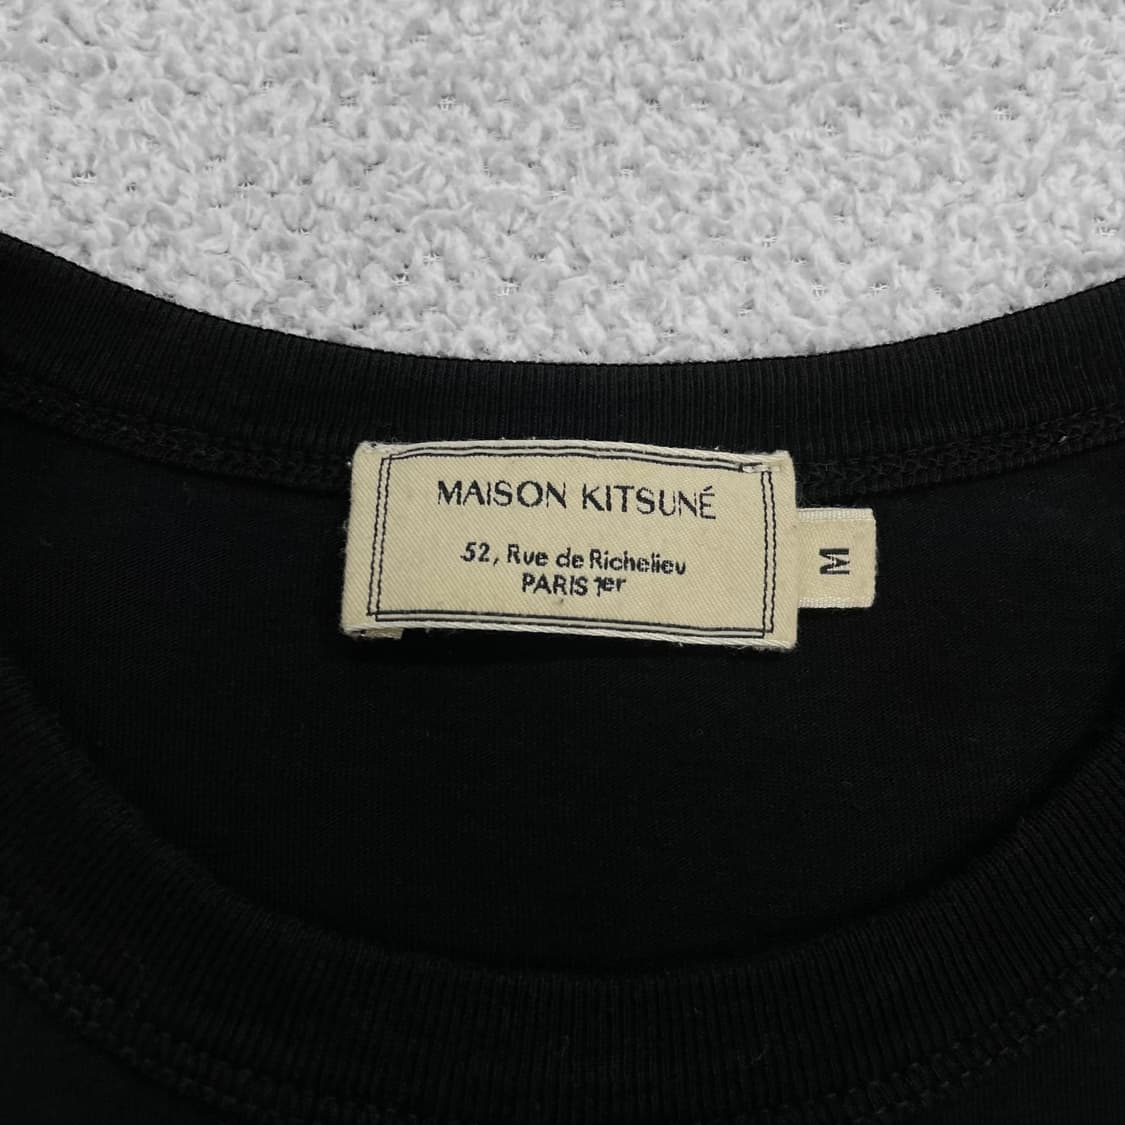 MAISON KITSUNÉ
52, Rue de Richelieu
PARIS 1er
M